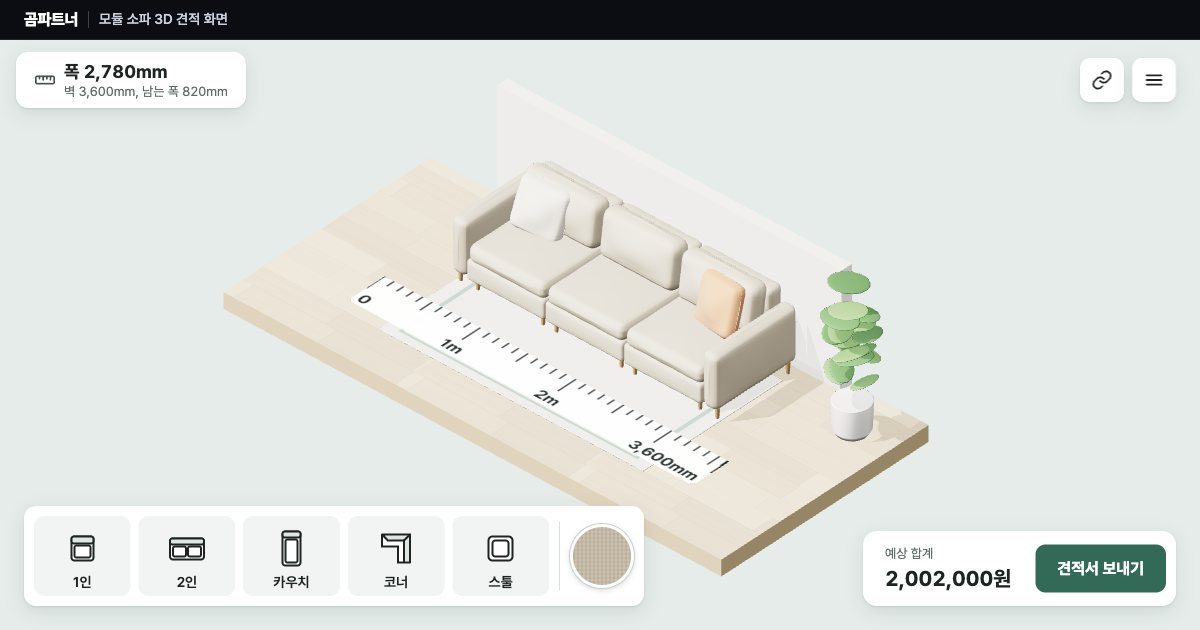 곰파트너
모듈 소파 3D 견적 화면
폭 2,780mm
벽 3,600mm, 남는 폭 820mm
0
1m
2m
3,600mm
1인
2인
카우치
코너
스툴
예상 합계
2,002,000원
견적서 보내기